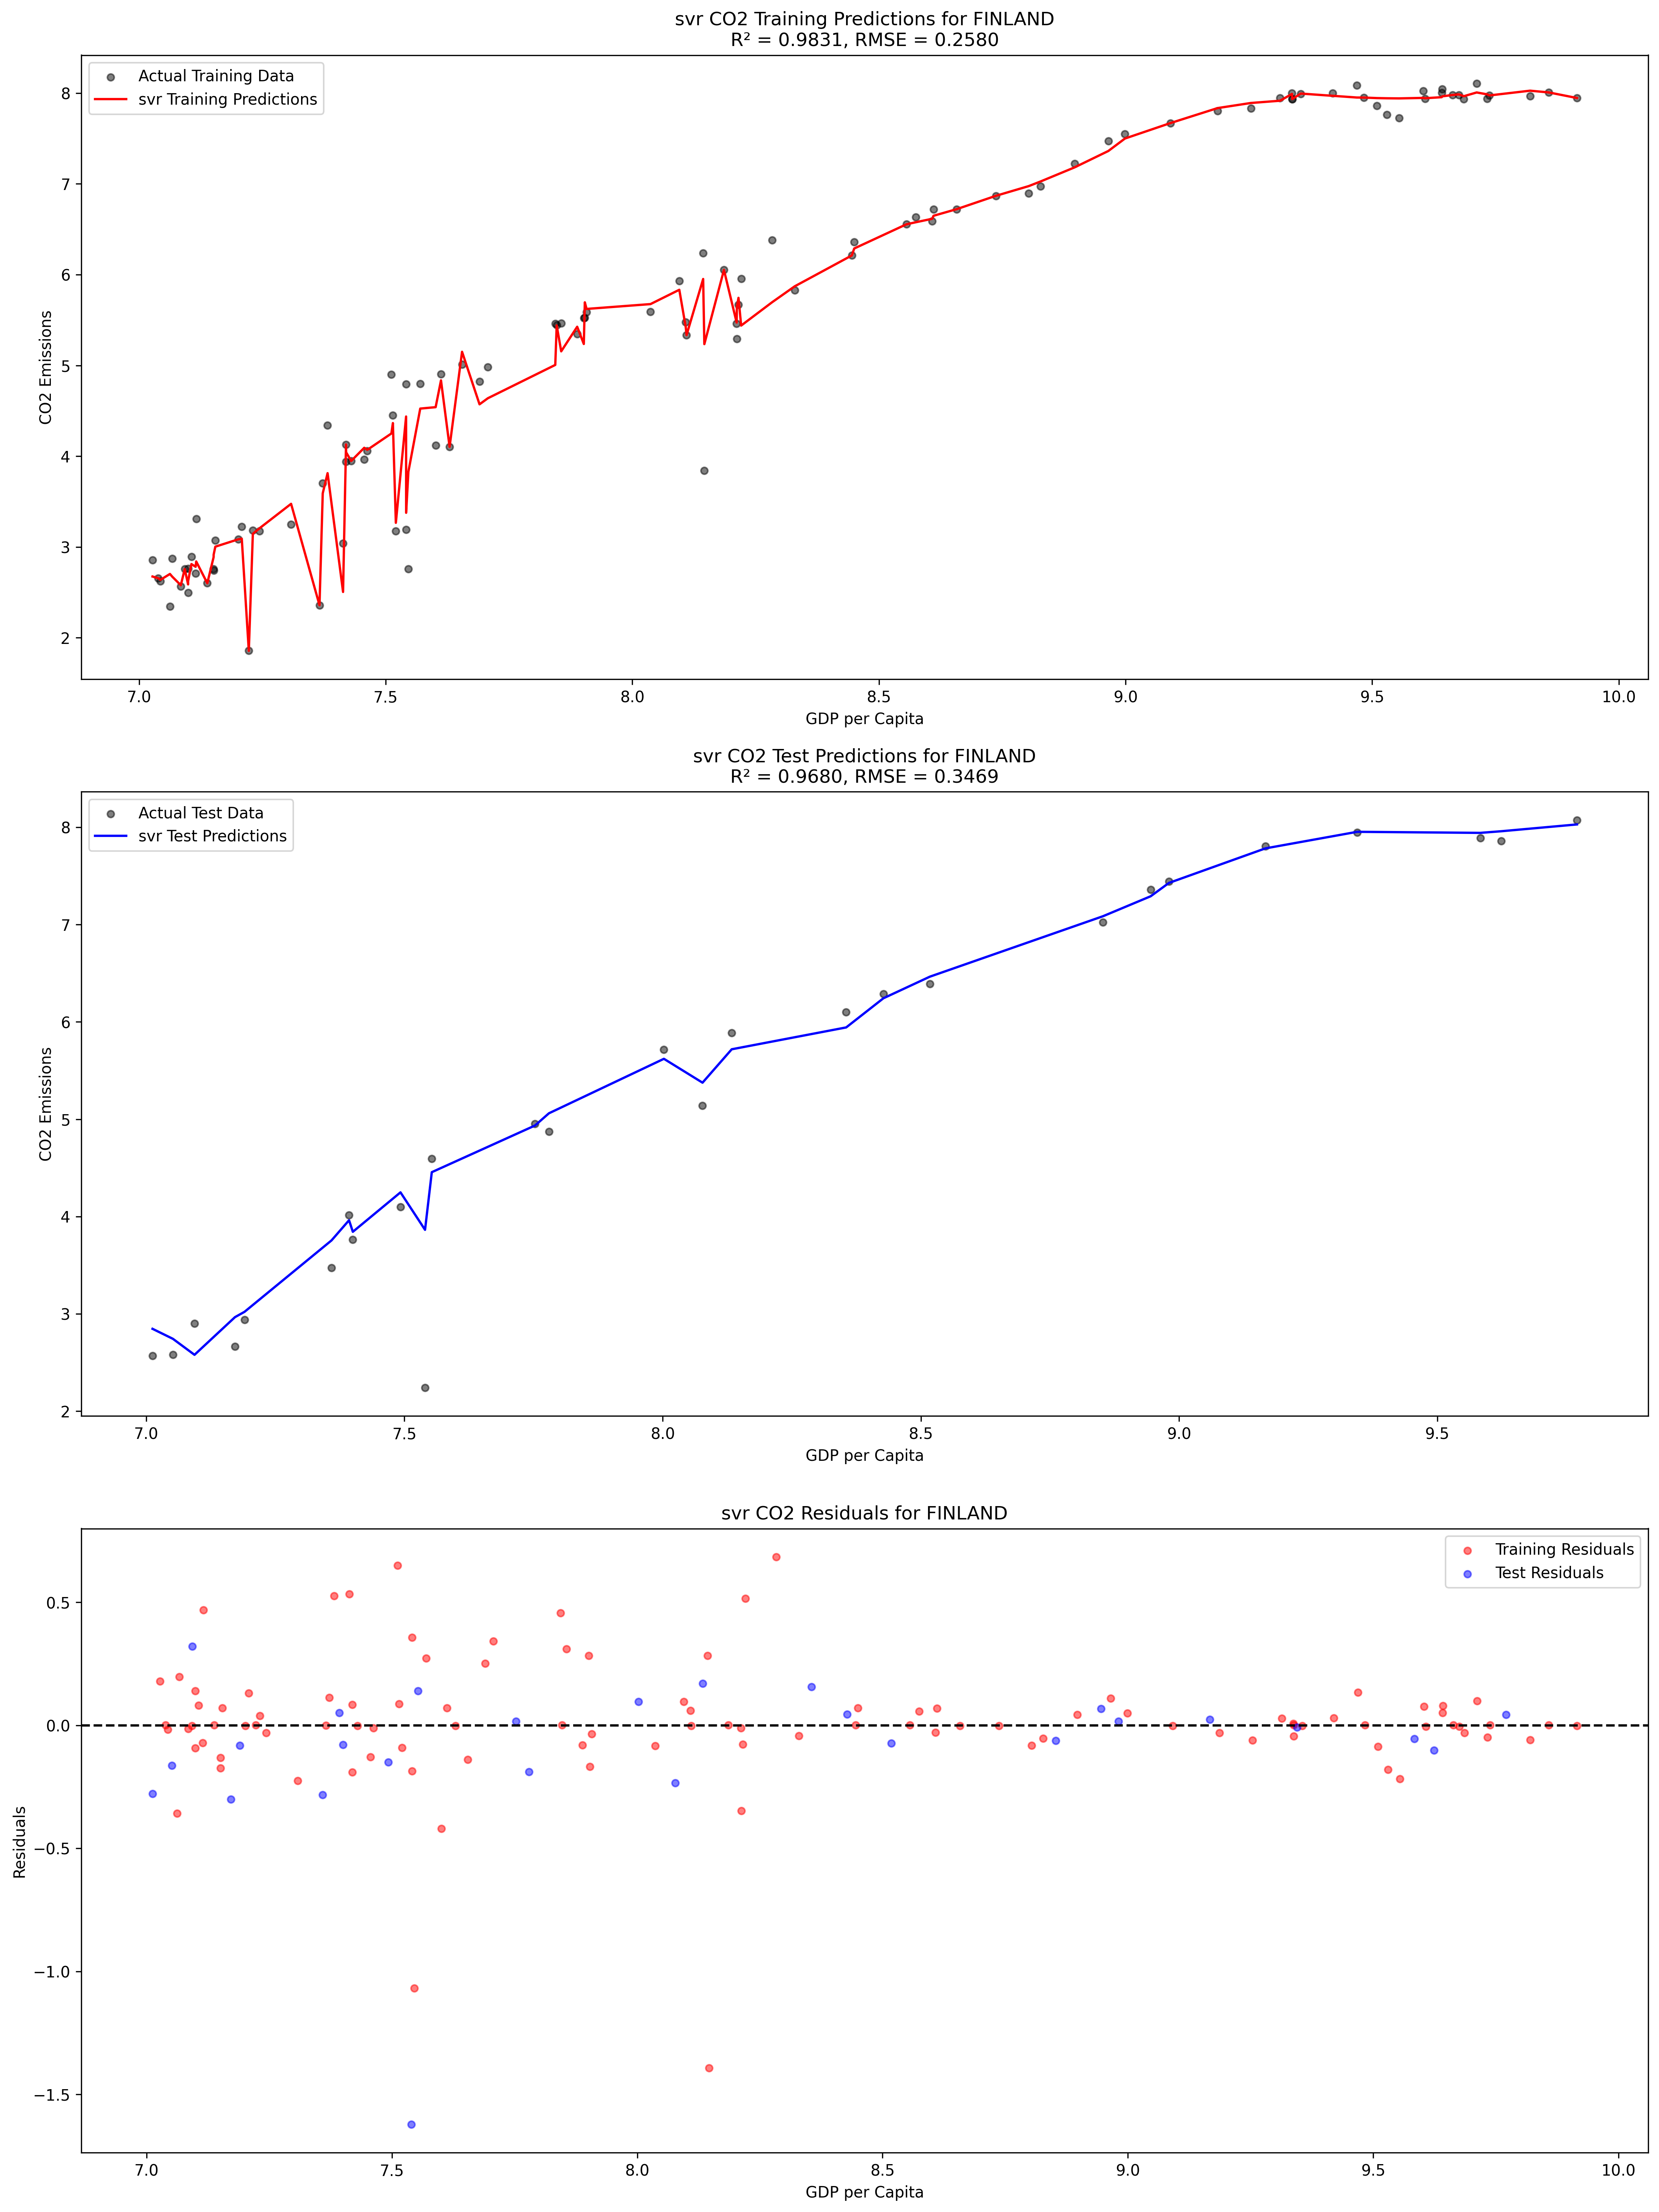 svr CO2 Training Predictions for FINLAND
R² = 0.9831, RMSE = 0.2580
Actual Training Data
svr Training Predictions
CO2 Emissions
8
7
6
5
4
3
2
7.0 7.5 8.0 8.5 9.0 9.5 10.0
GDP per Capita
svr CO2 Test Predictions for FINLAND
R² = 0.9680, RMSE = 0.3469
Actual Test Data
svr Test Predictions
CO2 Emissions
8
7
6
5
4
3
2
7.0 7.5 8.0 8.5 9.0 9.5
GDP per Capita
svr CO2 Residuals for FINLAND
Training Residuals
Test Residuals
Residuals
0.5
0.0
−0.5
−1.0
−1.5
7.0 7.5 8.0 8.5 9.0 9.5 10.0
GDP per Capita